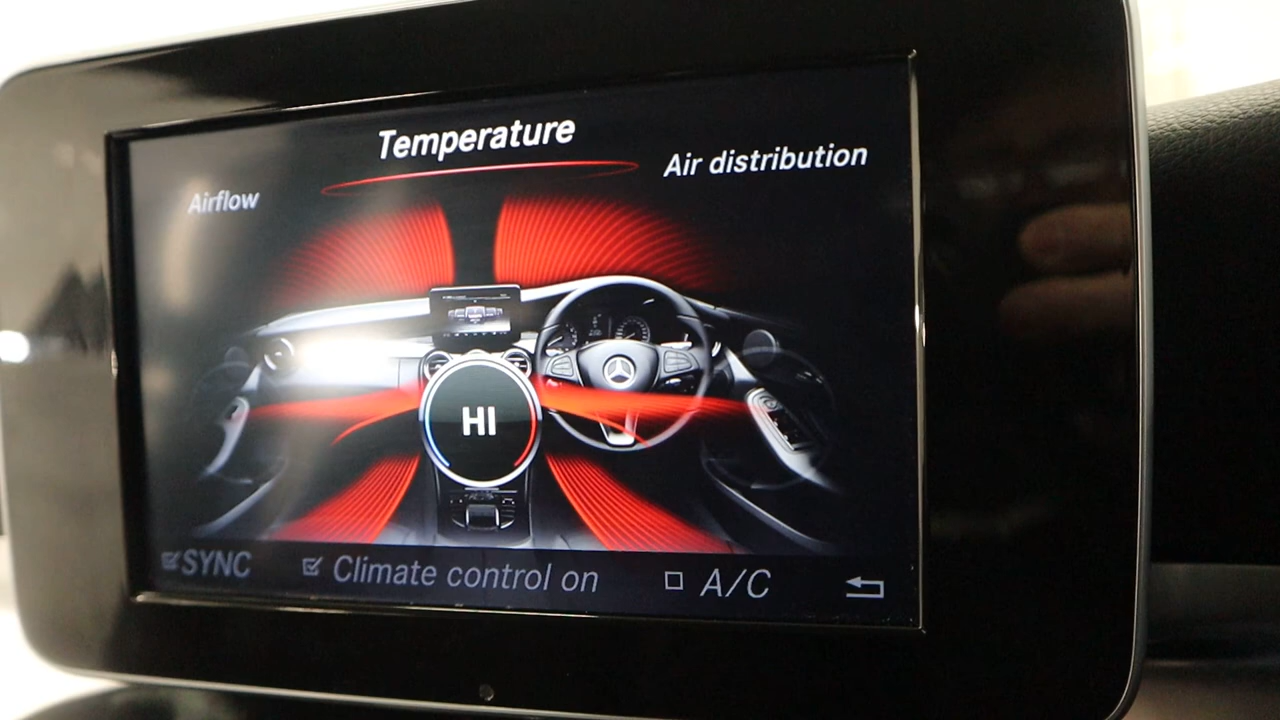 Temperature
Air distribution
Airflow
HI
SYNC
Climate control on
A/C